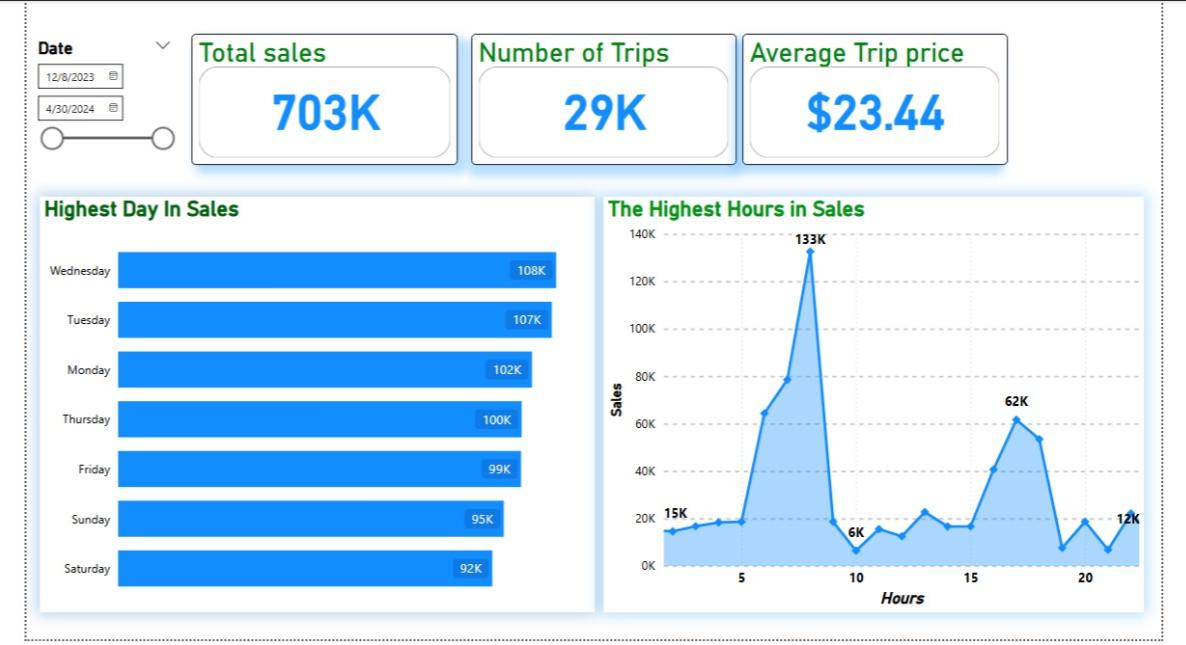 Date
12/8/2023
4/30/2024
Total sales
703K
Number of Trips
29K
Average Trip price
$23.44
Highest Day In Sales
Wednesday 108K
Tuesday 107K
Monday 102K
Thursday 100K
Friday 99K
Sunday 95K
Saturday 92K
The Highest Hours in Sales
140K
120K
100K
80K
60K
40K
20K
0K
Sales
133K
62K
15K
6K
12K
5 10 15 20
Hours